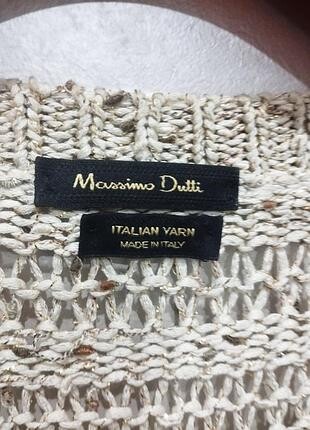 Massimo Dutti
ITALIAN YARN
MADE IN ITALY